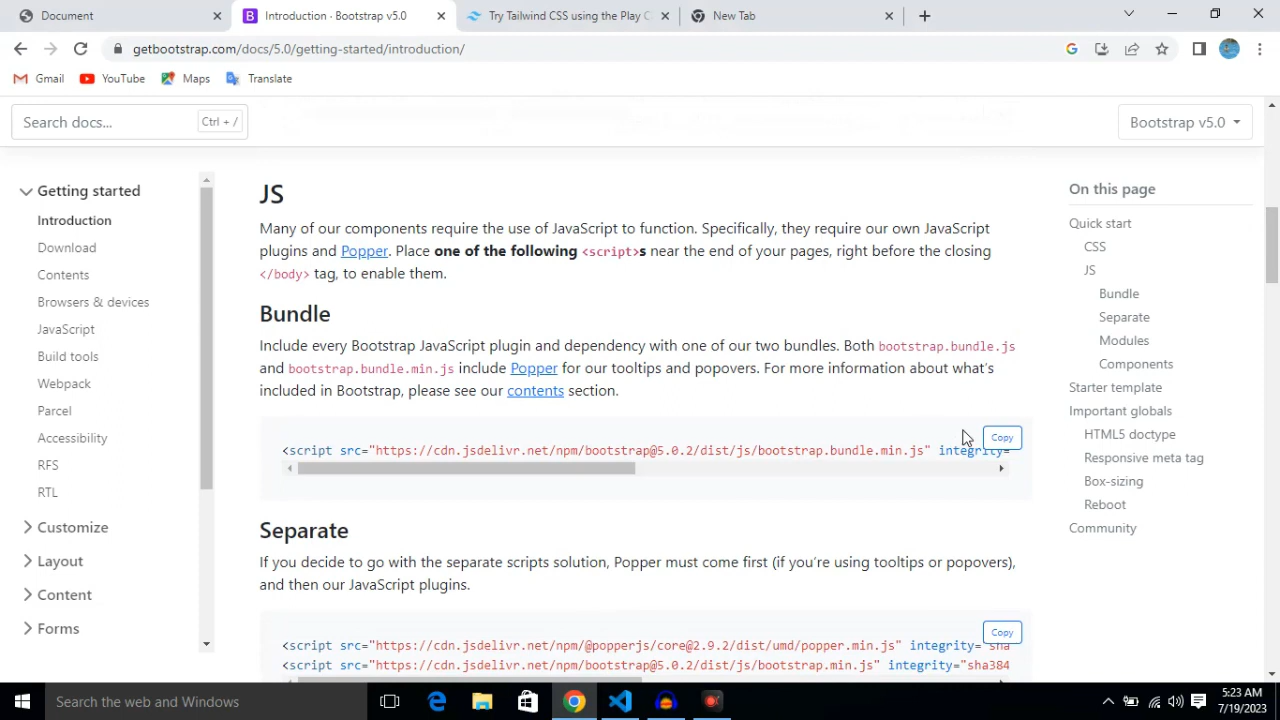 Document
Introduction · Bootstrap v5.0
Try Tailwind CSS using the Play C
New Tab
getbootstrap.com/docs/5.0/getting-started/introduction/
Gmail
YouTube
Maps
Translate
Search docs...
Ctrl + /
Bootstrap v5.0
Getting started
Introduction
Download
Contents
Browsers & devices
JavaScript
Build tools
Webpack
Parcel
Accessibility
RFS
RTL
Customize
Layout
Content
Forms
JS
Many of our components require the use of JavaScript to function. Specifically, they require our own JavaScript
plugins and Popper. Place one of the following <script>s near the end of your pages, right before the closing
</body> tag, to enable them.
Bundle
Include every Bootstrap JavaScript plugin and dependency with one of our two bundles. Both bootstrap.bundle.js
and bootstrap.bundle.min.js include Popper for our tooltips and popovers. For more information about what's
included in Bootstrap, please see our contents section.
Copy
<script src="https://cdn.jsdelivr.net/npm/bootstrap@5.0.2/dist/js/bootstrap.bundle.min.js" integrity=
Separate
If you decide to go with the separate scripts solution, Popper must come first (if you're using tooltips or popovers),
and then our JavaScript plugins.
Copy
<script src="https://cdn.jsdelivr.net/npm/@popperjs/core@2.9.2/dist/umd/popper.min.js" integrity="sha
<script src="https://cdn.jsdelivr.net/npm/bootstrap@5.0.2/dist/js/bootstrap.min.js" integrity="sha384
On this page
Quick start
CSS
JS
Bundle
Separate
Modules
Components
Starter template
Important globals
HTML5 doctype
Responsive meta tag
Box-sizing
Reboot
Community
Search the web and Windows
5:23 AM
7/19/2023